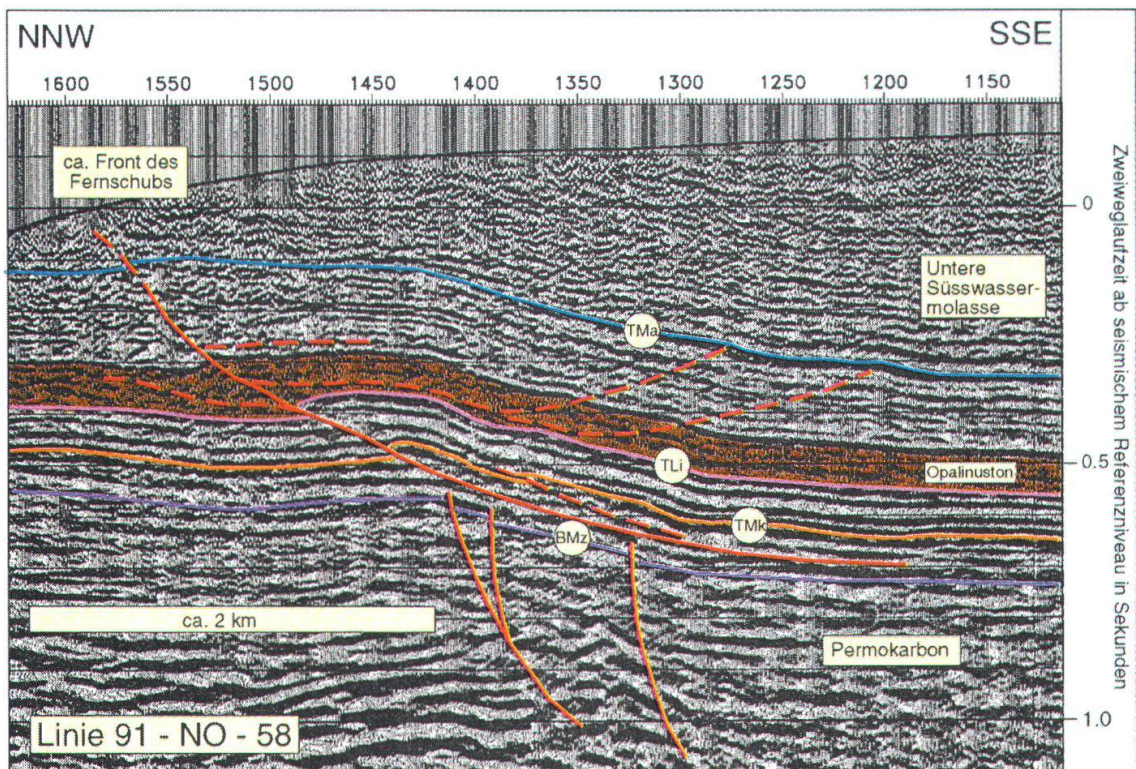 NNW SSE
1600 1550 1500 1450 1400 1350 1300 1250 1200 1150
ca. Front des
Fernschubs
0
Untere
Süsswasser-
molasse
TMa
Opalinuston
TLi
0.5
TMk
BMz
ca. 2 km
Permokarbon
1.0
Linie 91 - NO - 58
Zweiweglaufzeit ab seismischem Referenzniveau in Sekunden